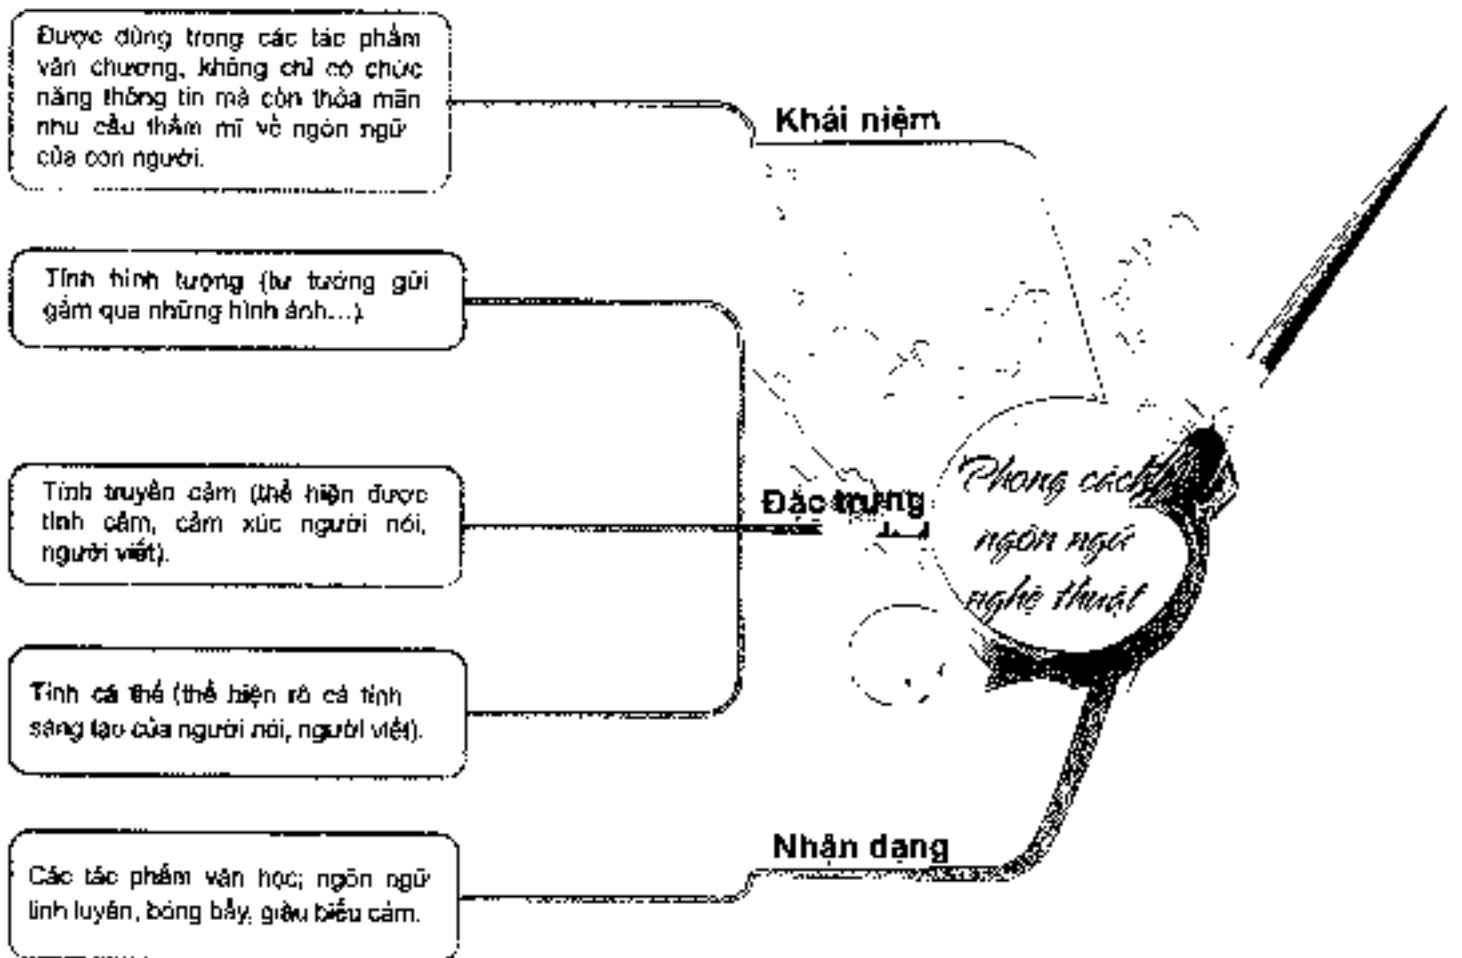 Được dùng trong các tác phẩm
văn chương, không chỉ có chức
năng thông tin mà còn thỏa mãn
nhu cầu thẩm mĩ về ngôn ngữ
của con người.
Khái niệm
Tính hình tượng (tư tưởng gửi
gắm qua những hình ảnh...)
Tính truyền cảm (thể hiện được
tình cảm, cảm xúc người nói,
người viết).
Đặc trưng
Phong cách
ngôn ngữ
nghệ thuật
Tính cá thể (thể hiện rõ cá tính
sáng tạo của người nói, người viết).
Nhận dạng
Các tác phẩm văn học; ngôn ngữ
linh luyện, bóng bẩy, giàu biểu cảm.